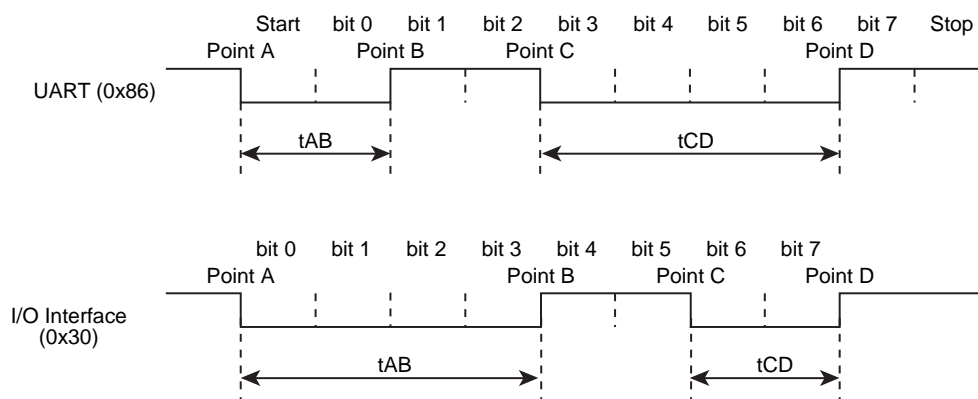 Start bit 0 bit 1 bit 2 bit 3 bit 4 bit 5 bit 6 bit 7 Stop
Point A Point B Point C Point D
UART (0x86)
tAB tCD
bit 0 bit 1 bit 2 bit 3 bit 4 bit 5 bit 6 bit 7
Point A Point B Point C Point D
I/O Interface
(0x30)
tAB tCD